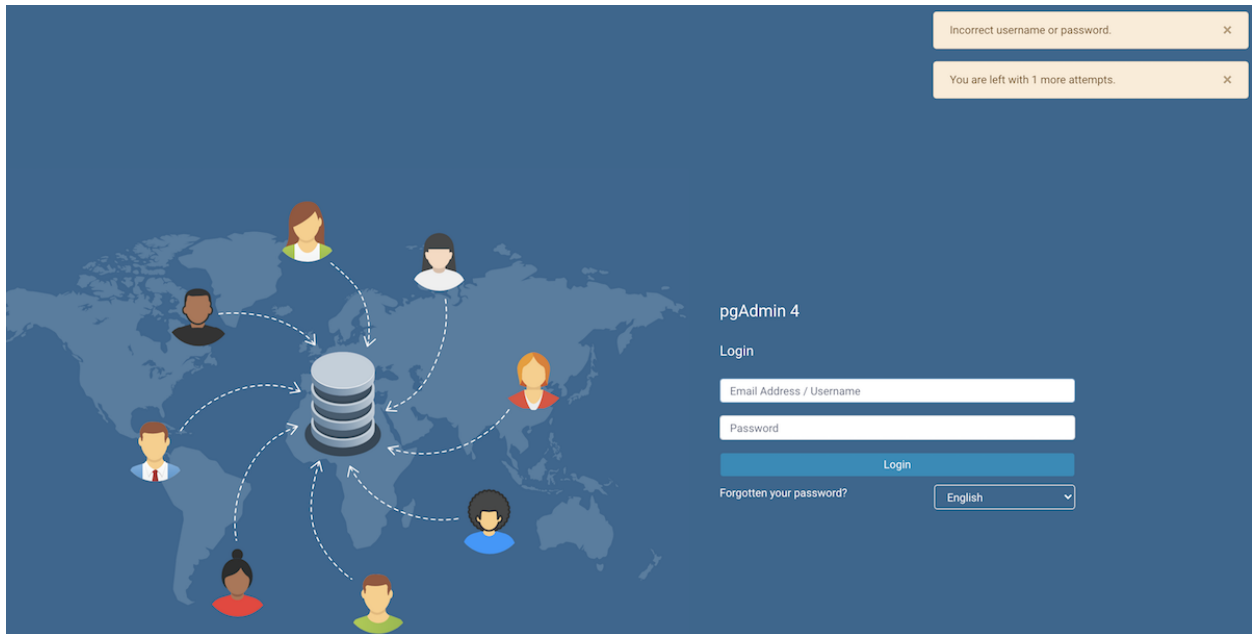 Incorrect username or password. ×
You are left with 1 more attempts. ×
pgAdmin 4
Login
Email Address / Username
Password
Login
Forgotten your password?
English